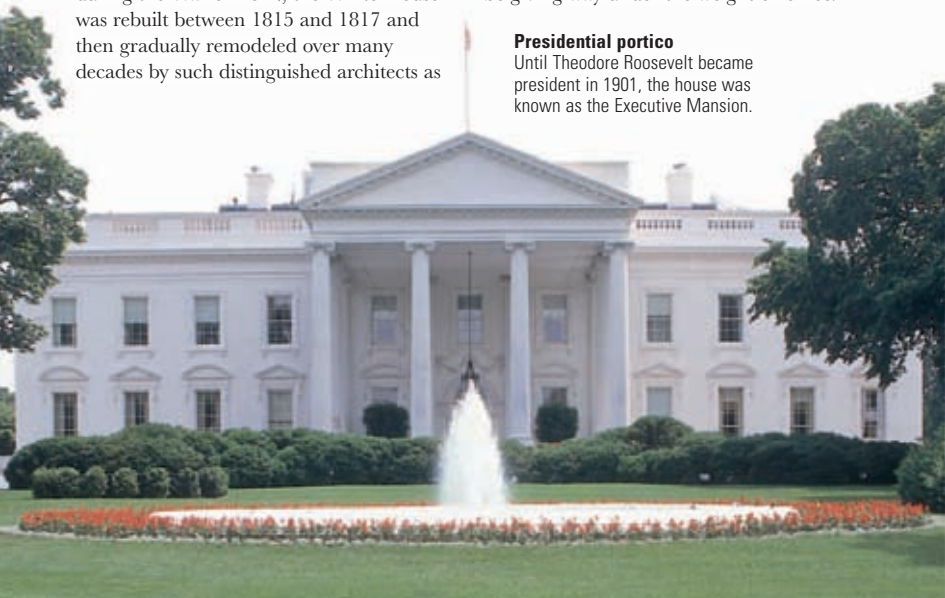 was rebuilt between 1815 and 1817 and
then gradually remodeled over many
decades by such distinguished architects as
Presidential portico
Until Theodore Roosevelt became
president in 1901, the house was
known as the Executive Mansion.